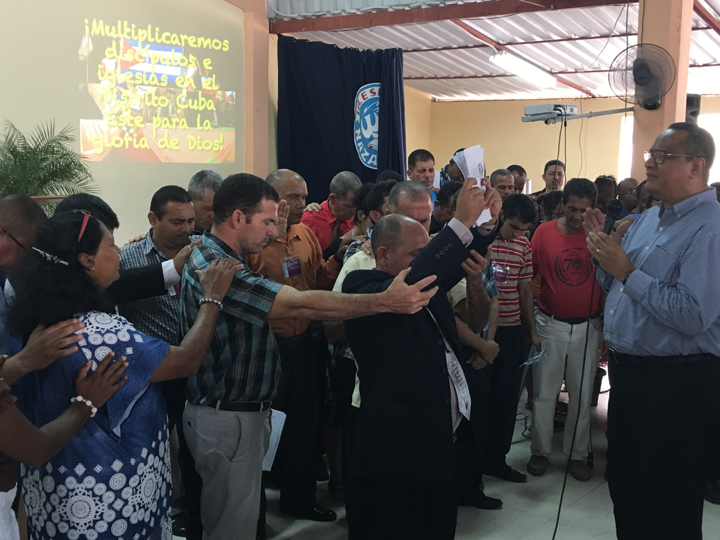 ¡Multiplicaremos
discípulos e
iglesias en el
Distrito Cuba
Este para la
gloria de Dios!